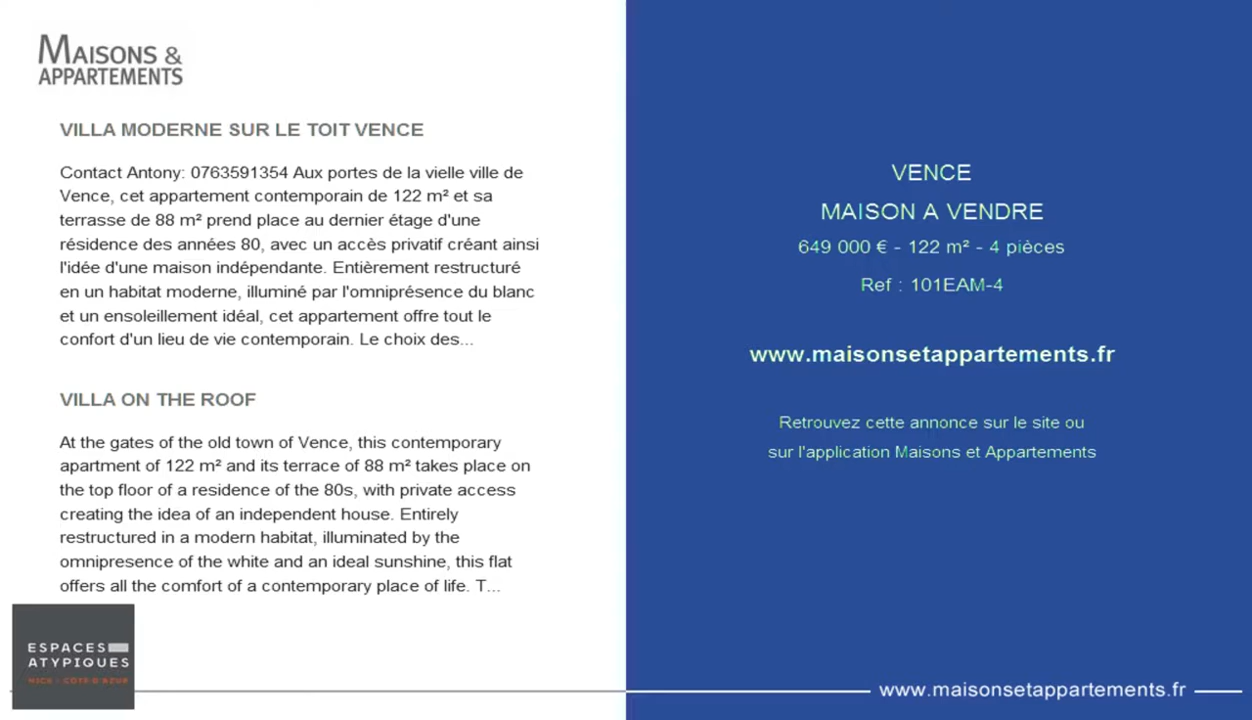 MAISONS &
APPARTEMENTS
VILLA MODERNE SUR LE TOIT VENCE
Contact Antony: 0763591354 Aux portes de la vielle ville de
Vence, cet appartement contemporain de 122 m² et sa
terrasse de 88 m² prend place au dernier étage d'une
résidence des années 80, avec un accès privatif créant ainsi
l'idée d'une maison indépendante. Entièrement restructuré
en un habitat moderne, illuminé par l'omniprésence du blanc
et un ensoleillement idéal, cet appartement offre tout le
confort d'un lieu de vie contemporain. Le choix des...
VILLA ON THE ROOF
At the gates of the old town of Vence, this contemporary
apartment of 122 m² and its terrace of 88 m² takes place on
the top floor of a residence of the 80s, with private access
creating the idea of an independent house. Entirely
restructured in a modern habitat, illuminated by the
omnipresence of the white and an ideal sunshine, this flat
offers all the comfort of a contemporary place of life. T...
ESPACES
ATYPIQUES
NICE - CÔTE D'AZUR
VENCE
MAISON A VENDRE
649 000 € - 122 m² - 4 pièces
Ref : 101EAM-4
www.maisonsetappartements.fr
Retrouvez cette annonce sur le site ou
sur l'application Maisons et Appartements
www.maisonsetappartements.fr